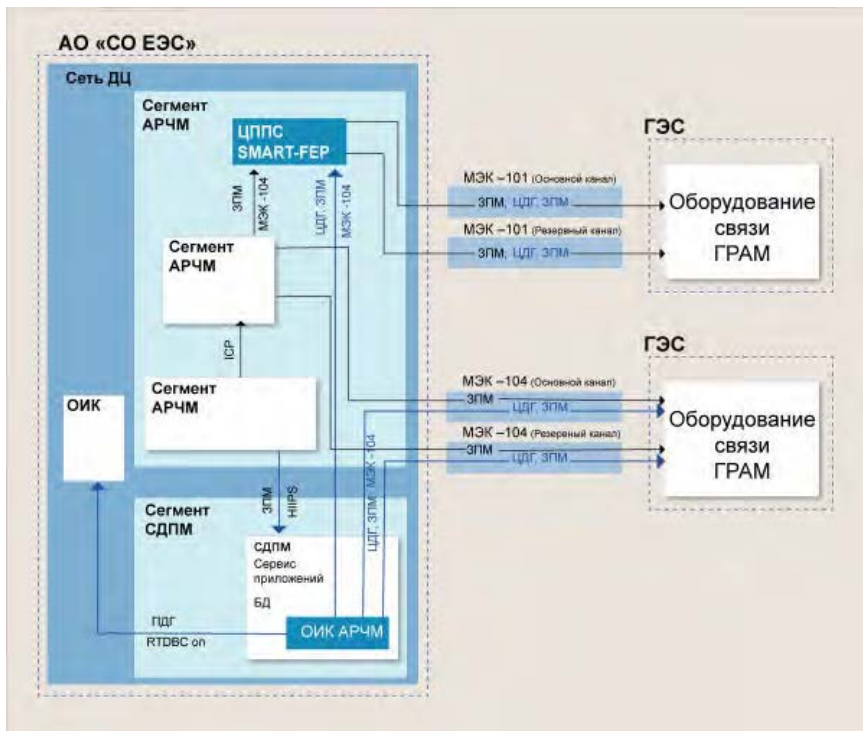 АО «СО ЕЭС»
Сеть ДЦ
Сегмент
АРЧМ
ЦППС
SMART-FEP
ЗПМ
МЭК -104
ЦДГ, ЗПМ
МЭК -104
Сегмент
АРЧМ
ICP
Сегмент
АРЧМ
ОИК
ЗПМ
HIIPS
ЦДГ, ЗПМ, МЭК -104
Сегмент
СДПМ
СДПМ
Сервис
приложений
БД
ОИК АРЧМ
ПДГ
RTDBC on
МЭК –101 (Основной канал)
ЗПМ, ЦДГ, ЗПМ
МЭК –101 (Резервный канал)
ЗПМ, ЦДГ, ЗПМ
ГЭС
Оборудование
связи
ГРАМ
МЭК –104 (Основной канал)
ЗПМ
ЦДГ, ЗПМ
МЭК –104 (Резервный канал)
ЗПМ
ЦДГ, ЗПМ
ГЭС
Оборудование
связи
ГРАМ